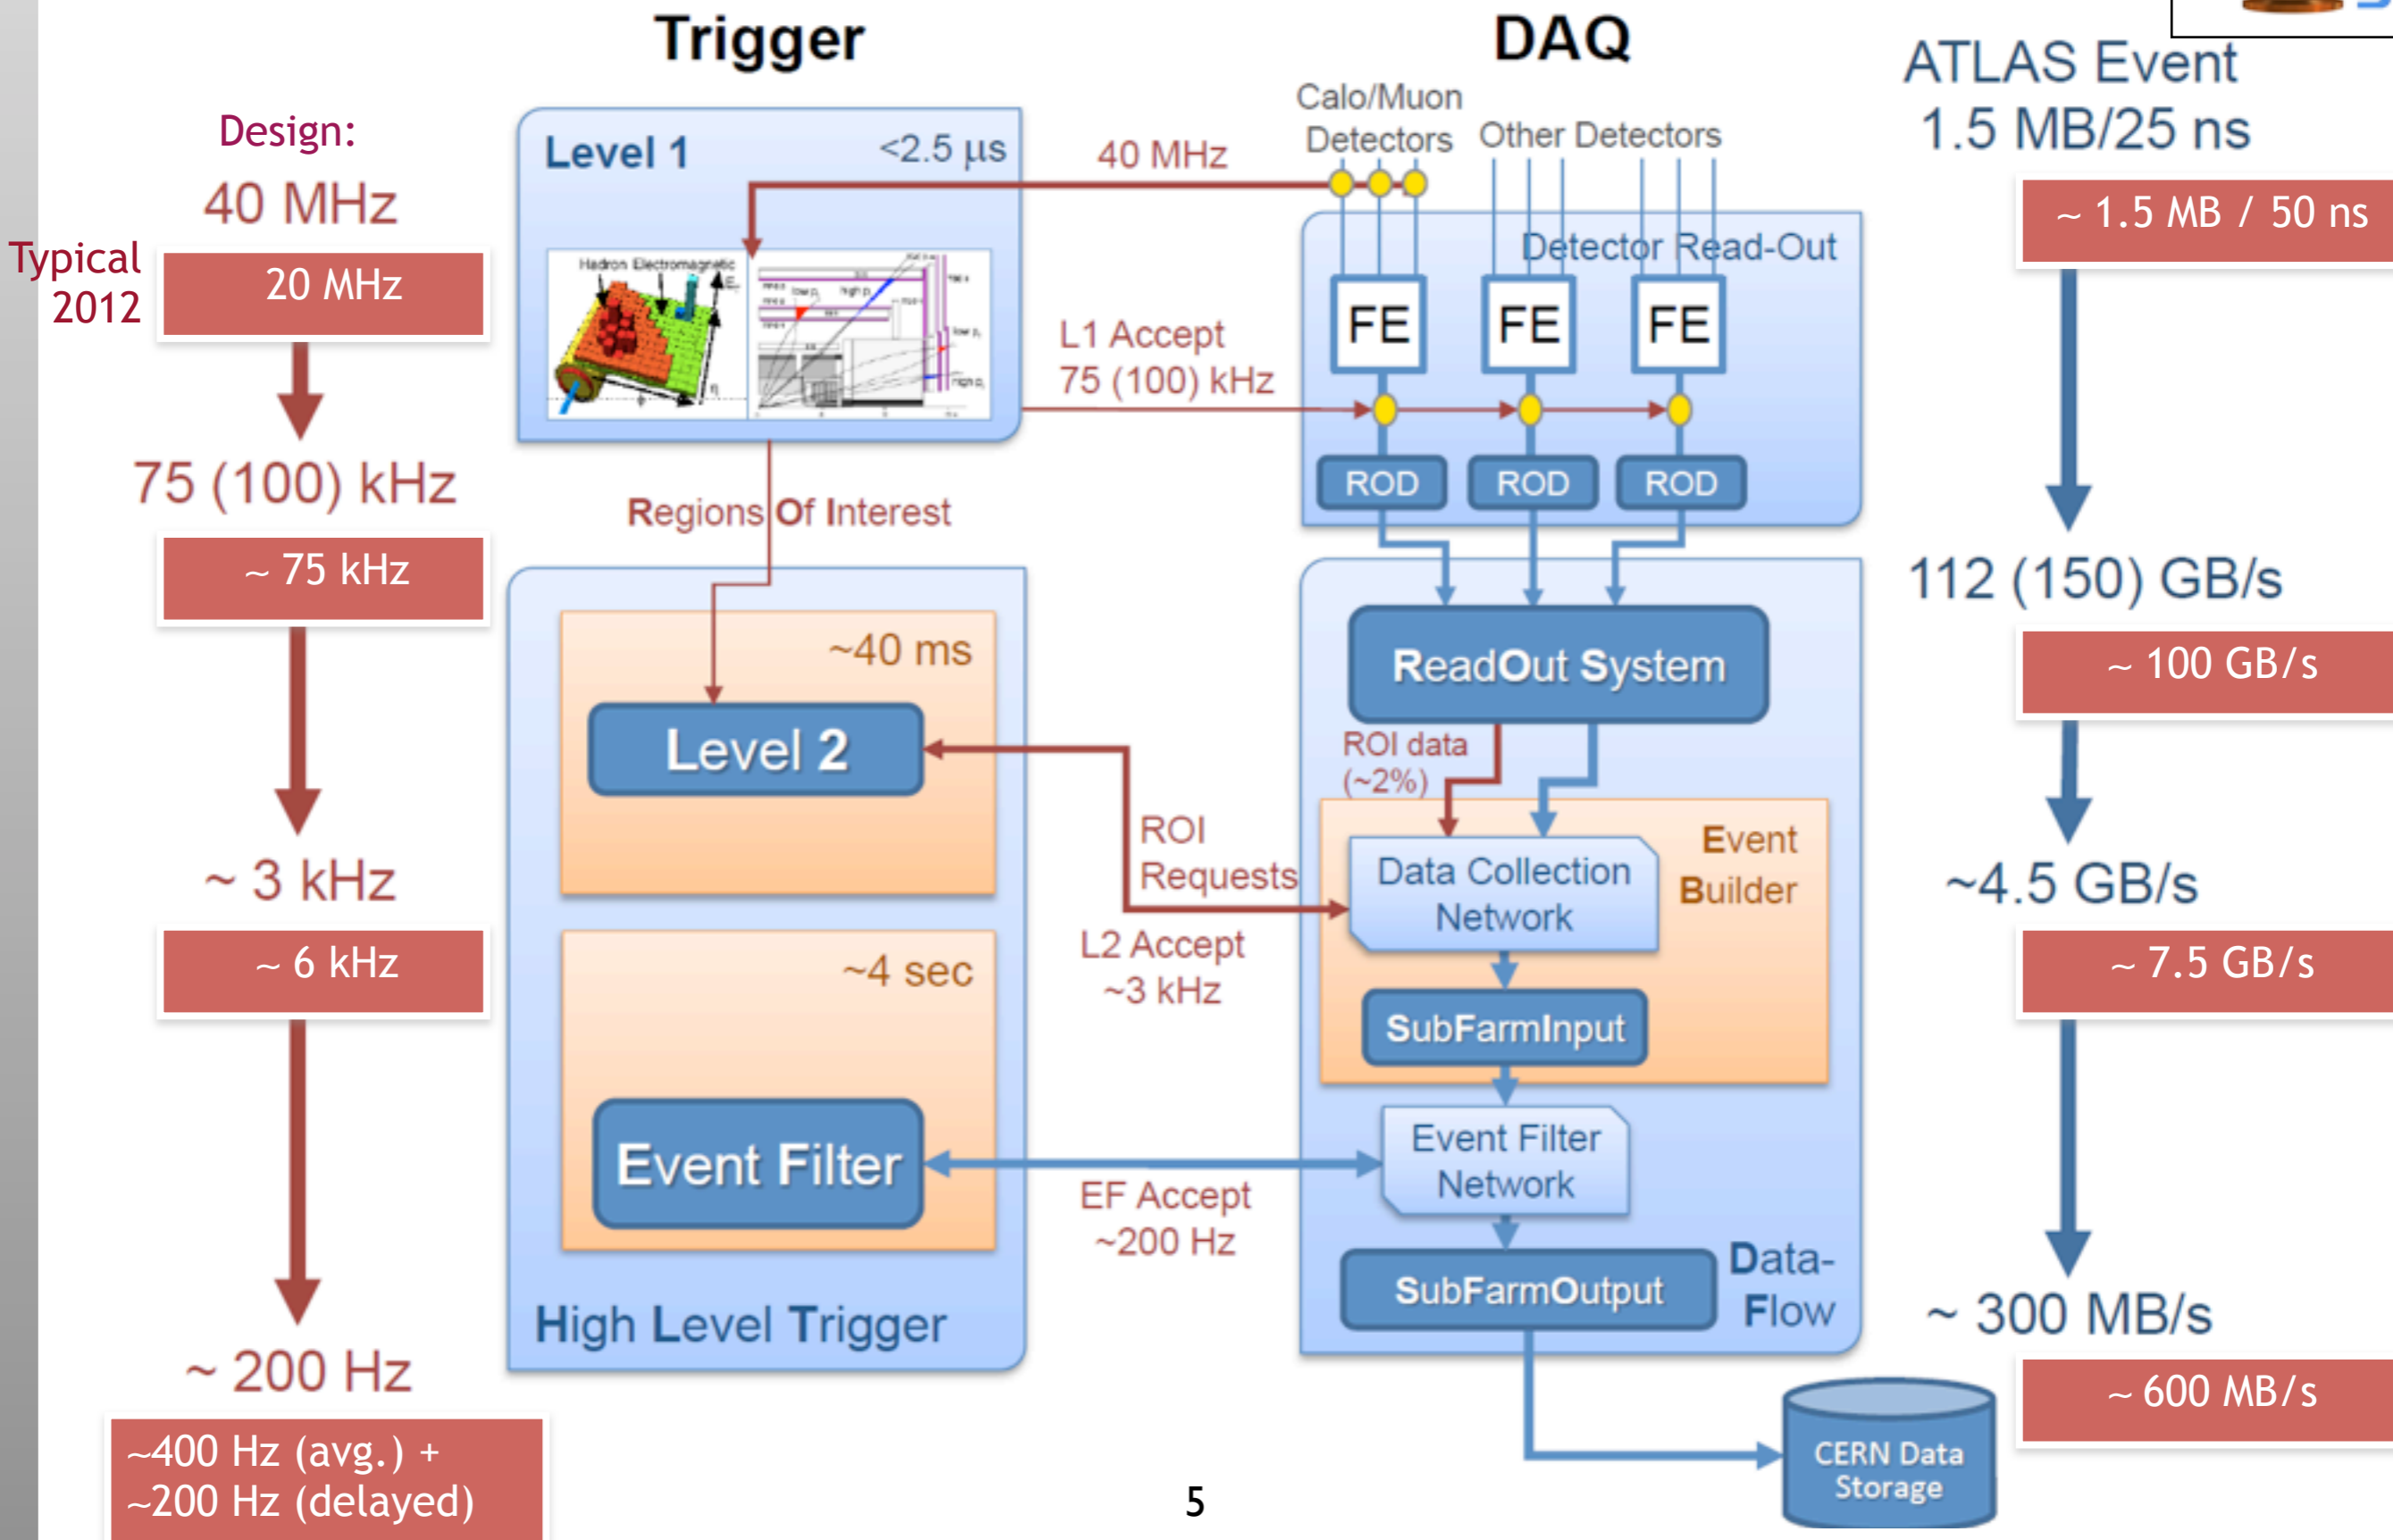 Trigger
DAQ
Design:
40 MHz
Typical
2012
20 MHz
75 (100) kHz
~ 75 kHz
~ 3 kHz
~ 6 kHz
~ 200 Hz
~400 Hz (avg.) +
~200 Hz (delayed)
Level 1
<2.5 µs
Hadron Electromagnetic
low p
high p
Regions Of Interest
~40 ms
Level 2
~4 sec
Event Filter
High Level Trigger
40 MHz
L1 Accept
75 (100) kHz
ROI
Requests
L2 Accept
~3 kHz
EF Accept
~200 Hz
Calo/Muon
Detectors
Other Detectors
Detector Read-Out
FE
FE
FE
ROD
ROD
ROD
ReadOut System
ROI data
(~2%)
Event
Builder
Data Collection
Network
SubFarmInput
Event Filter
Network
SubFarmOutput
Data-
Flow
CERN Data
Storage
ATLAS Event
1.5 MB/25 ns
~ 1.5 MB / 50 ns
112 (150) GB/s
~ 100 GB/s
~4.5 GB/s
~ 7.5 GB/s
~ 300 MB/s
~ 600 MB/s
5